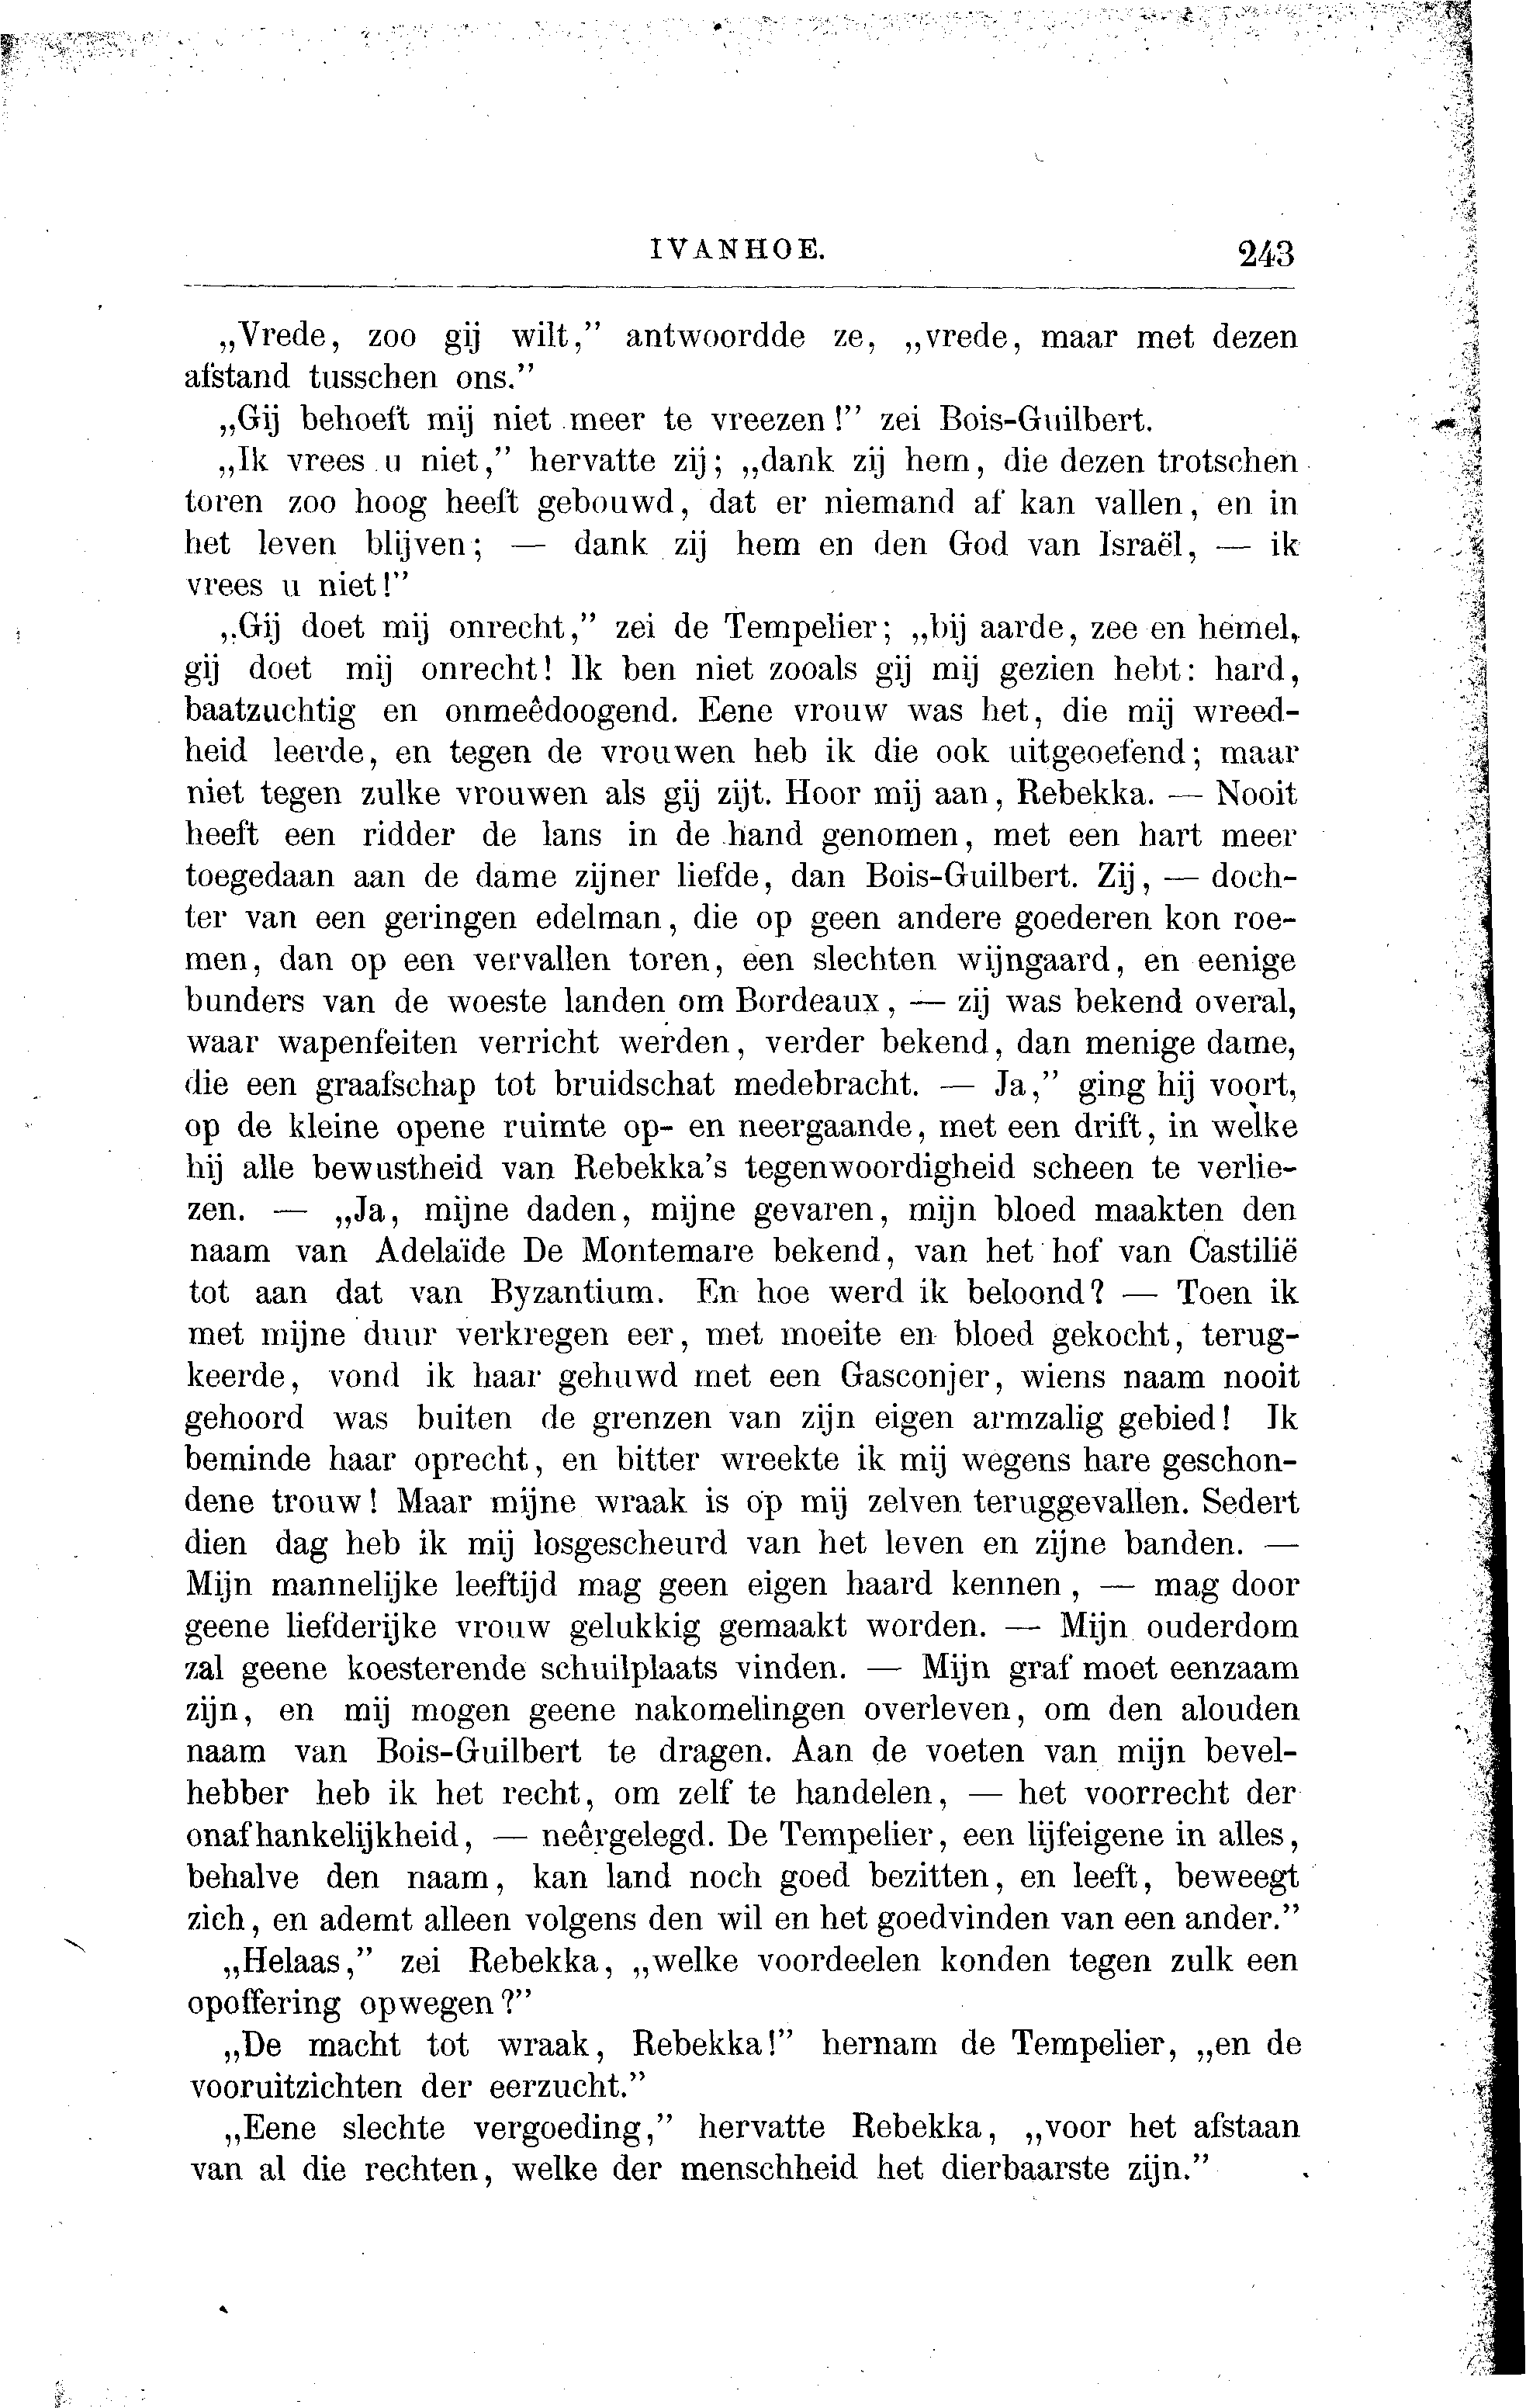 IVANHOE. 243
„Vrede, zoo gij wilt,” antwoordde ze, „vrede, maar met dezen
afstand tusschen ons.”
„Gij behoeft mij niet meer te vreezen!” zei Bois-Guilbert.
„Ik vrees u niet,” hervatte zij; „dank zij hem, die dezen trotschen
toren zoo hoog heeft gebouwd, dat er niemand af kan vallen, en in
het leven blijven; — dank zij hem en den God van Israël, — ik
vrees u niet!”
„Gij doet mij onrecht,” zei de Tempelier; „bij aarde, zee en hemel,
gij doet mij onrecht! Ik ben niet zooals gij mij gezien hebt: hard,
baatzuchtig en onmeêdoogend. Eene vrouw was het, die mij wreed-
heid leerde, en tegen de vrouwen heb ik die ook uitgeoefend; maar
niet tegen zulke vrouwen als gij zijt. Hoor mij aan, Rebekka. — Nooit
heeft een ridder de lans in de hand genomen, met een hart meer
toegedaan aan de dame zijner liefde, dan Bois-Guilbert. Zij, — doch-
ter van een geringen edelman, die op geen andere goederen kon roe-
men, dan op een vervallen toren, een slechten wijngaard, en eenige
bunders van de woeste landen om Bordeaux, — zij was bekend overal,
waar wapenfeiten verricht werden, verder bekend, dan menige dame,
die een graafschap tot bruidschat medebracht. — Ja,” ging hij voort,
op de kleine opene ruimte op- en neergaande, met een drift, in welke
hij alle bewustheid van Rebekka's tegenwoordigheid scheen te verlie-
zen. — „Ja, mijne daden, mijne gevaren, mijn bloed maakten den
naam van Adelaïde De Montemare bekend, van het hof van Castilië
tot aan dat van Byzantium. En hoe werd ik beloond? — Toen ik
met mijne duur verkregen eer, met moeite en bloed gekocht, terug-
keerde, vond ik haar gehuwd met een Gasconjer, wiens naam nooit
gehoord was buiten de grenzen van zijn eigen armzalig gebied! Ik
beminde haar oprecht, en bitter wreekte ik mij wegens hare geschon-
dene trouw! Maar mijne wraak is op mij zelven teruggevallen. Sedert
dien dag heb ik mij losgescheurd van het leven en zijne banden. —
Mijn mannelijke leeftijd mag geen eigen haard kennen, — mag door
geene liefderijke vrouw gelukkig gemaakt worden. — Mijn ouderdom
zal geene koesterende schuilplaats vinden. — Mijn graf moet eenzaam
zijn, en mij mogen geene nakomelingen overleven, om den alouden
naam van Bois-Guilbert te dragen. Aan de voeten van mijn bevel-
hebber heb ik het recht, om zelf te handelen, — het voorrecht der
onafhankelijkheid, — neêrgelegd. De Tempelier, een lijfeigene in alles,
behalve den naam, kan land noch goed bezitten, en leeft, beweegt
zich, en ademt alleen volgens den wil en het goedvinden van een ander.”
„Helaas,” zei Rebekka, „welke voordeelen konden tegen zulk een
opoffering opwegen?”
„De macht tot wraak, Rebekka!” hernam de Tempelier, „en de
vooruitzichten der eerzucht.”
„Eene slechte vergoeding,” hervatte Rebekka, „voor het afstaan
van al die rechten, welke der menschheid het dierbaarste zijn.”